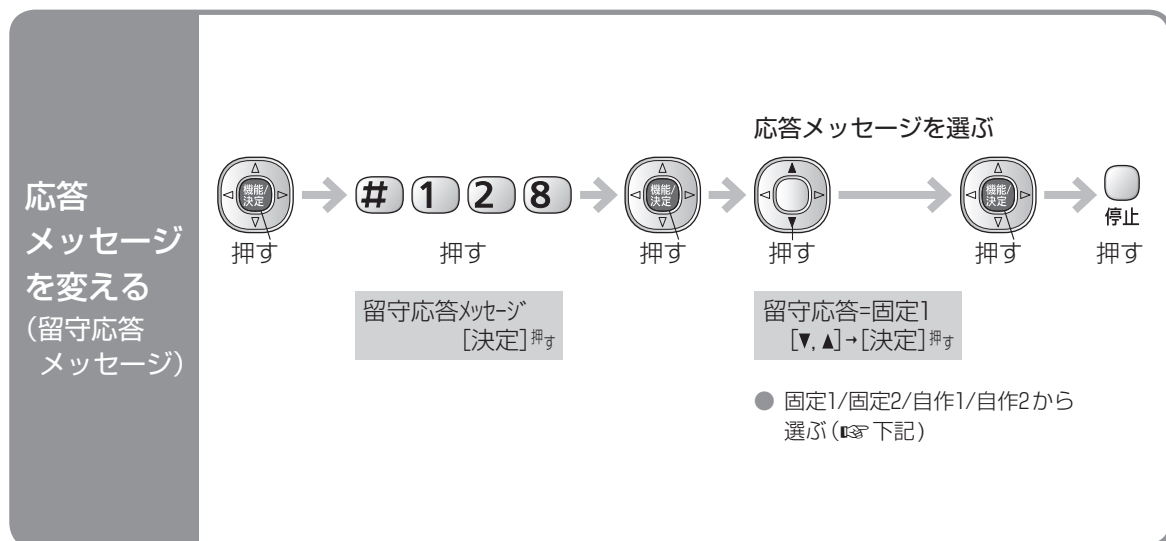 応答
メッセージ
を変える
（留守応答
メッセージ）
応答メッセージを選ぶ
機能/
決定
押す
# 1 2 8
押す
機能/
決定
押す
押す
機能/
決定
押す
停止
押す
留守応答ﾒｯｾｰｼﾞ
[決定]押す
留守応答=固定1
[▼,▲]→[決定]押す
● 固定1/固定2/自作1/自作2から
選ぶ（☞下記）